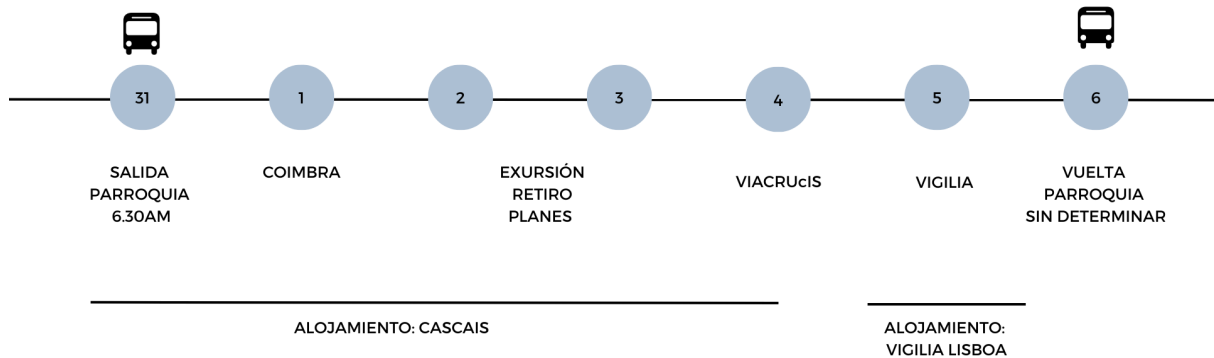 31
1
2
3
4
5
6
SALIDA
PARROQUIA
6.30AM
COIMBRA
EXURSIÓN
RETIRO
PLANES
VIACRUcIS
VIGILIA
VUELTA
PARROQUIA
SIN DETERMINAR
ALOJAMIENTO: CASCAIS
ALOJAMIENTO:
VIGILIA LISBOA